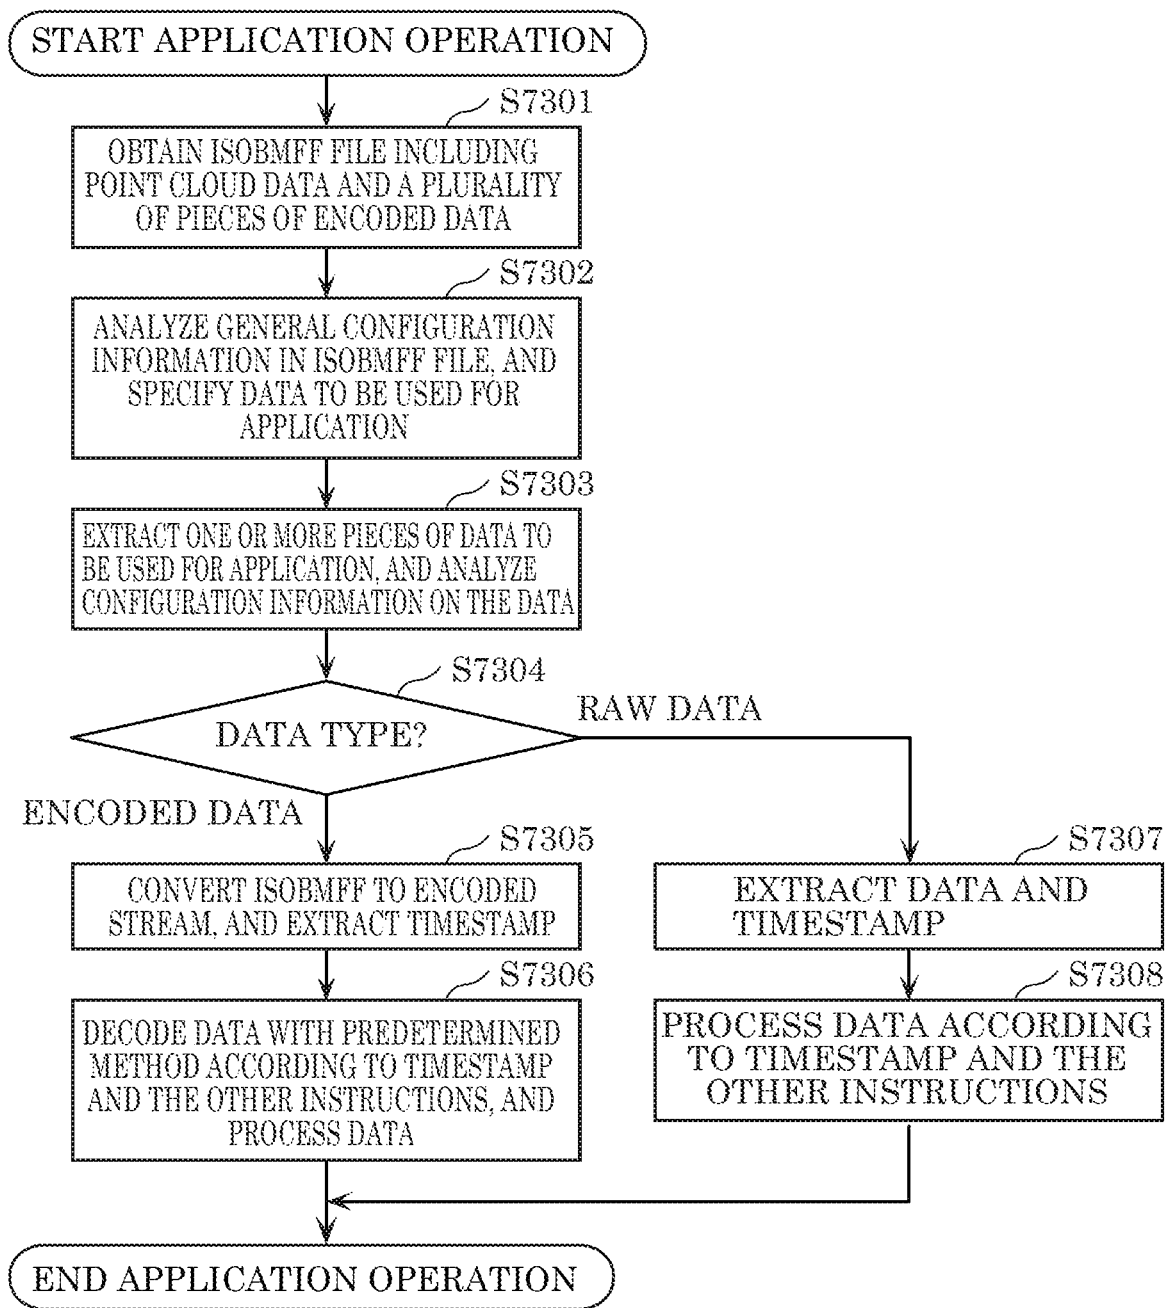 START APPLICATION OPERATION
S7301
OBTAIN ISOBMFF FILE INCLUDING
POINT CLOUD DATA AND A PLURALITY
OF PIECES OF ENCODED DATA
S7302
ANALYZE GENERAL CONFIGURATION
INFORMATION IN ISOBMFF FILE, AND
SPECIFY DATA TO BE USED FOR
APPLICATION
S7303
EXTRACT ONE OR MORE PIECES OF DATA TO
BE USED FOR APPLICATION, AND ANALYZE
CONFIGURATION INFORMATION ON THE DATA
S7304
DATA TYPE?
RAW DATA
ENCODED DATA
S7305
CONVERT ISOBMFF TO ENCODED
STREAM, AND EXTRACT TIMESTAMP
S7306
DECODE DATA WITH PREDETERMINED
METHOD ACCORDING TO TIMESTAMP
AND THE OTHER INSTRUCTIONS, AND
PROCESS DATA
S7307
EXTRACT DATA AND
TIMESTAMP
S7308
PROCESS DATA ACCORDING
TO TIMESTAMP AND THE
OTHER INSTRUCTIONS
END APPLICATION OPERATION